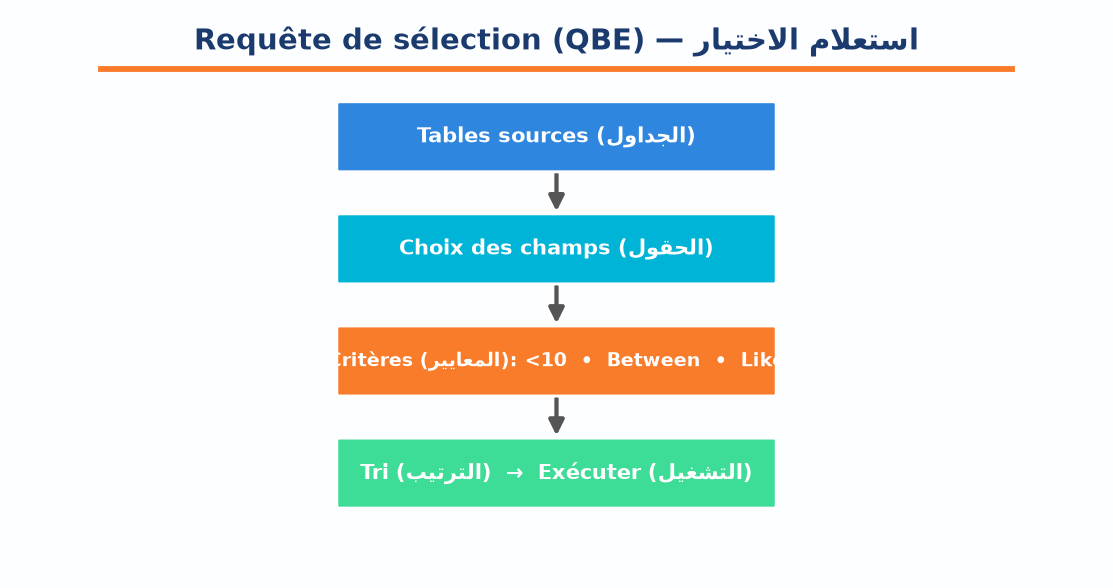 Requête de sélection (QBE) — استعلام الاختيار
Tables sources (الجداول)
Choix des champs (الحقول)
Critères (المعايير): <10 • Between • Like
Tri (الترتيب) → Exécuter (التشغيل)